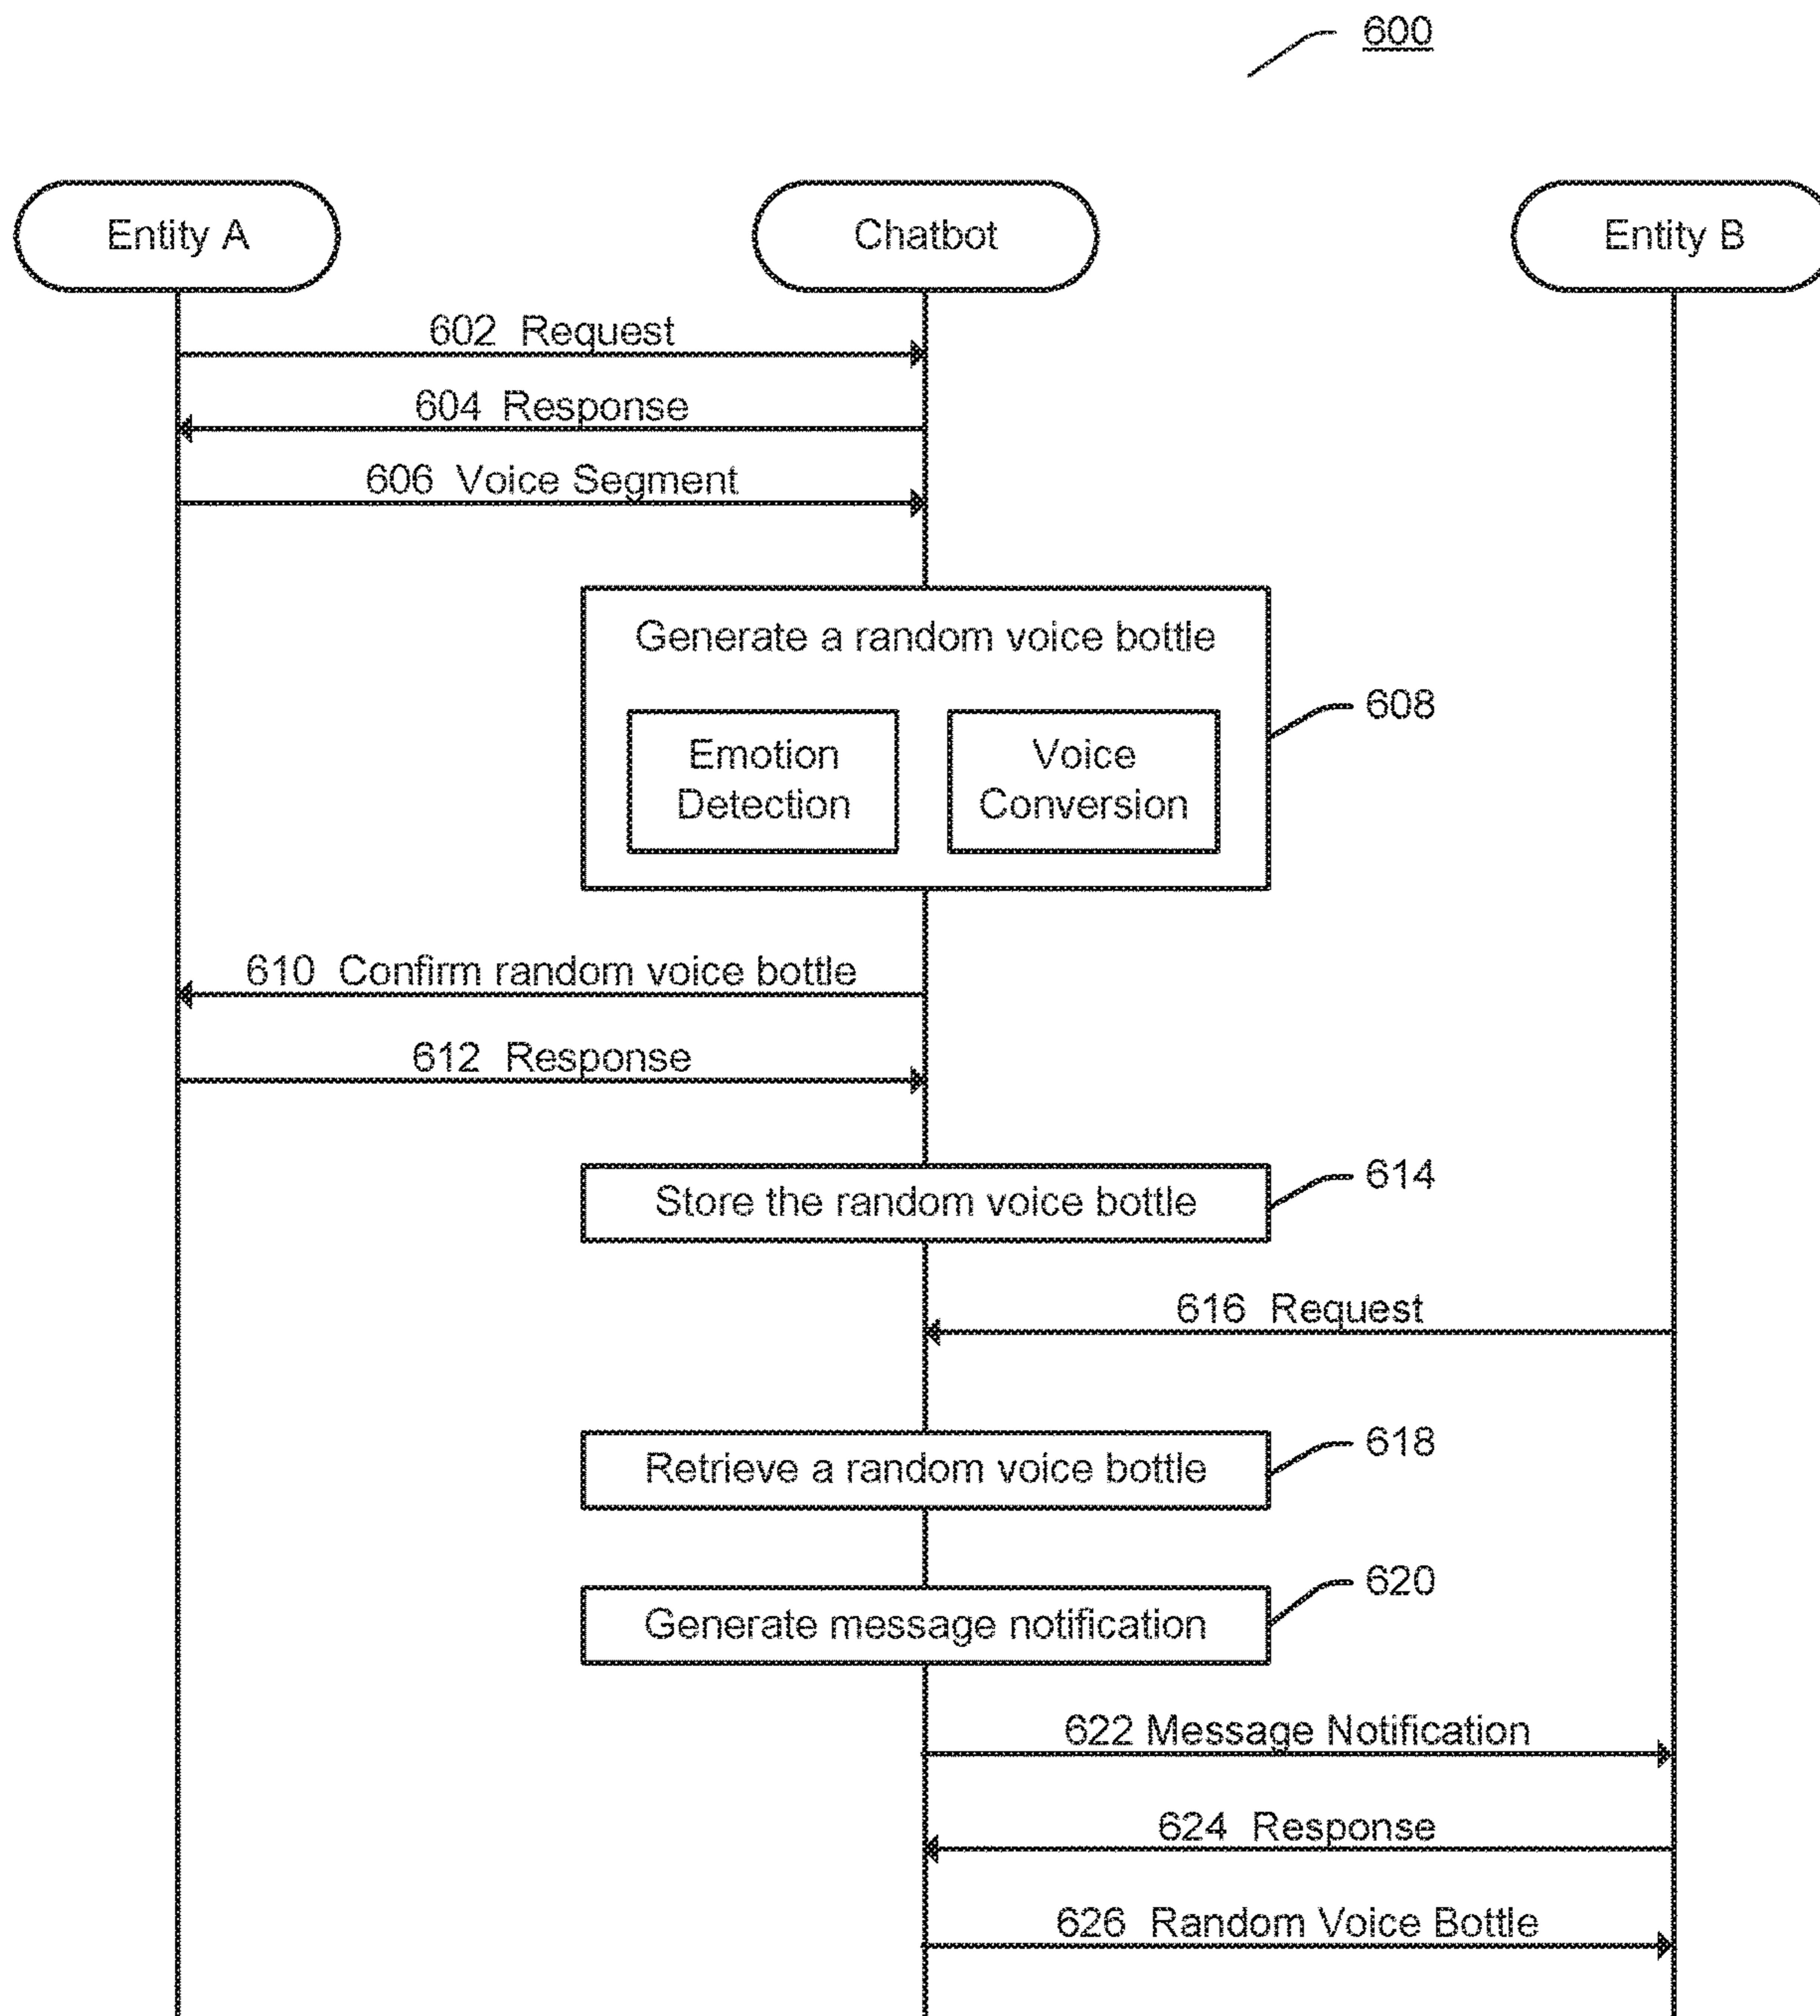 600
Entity A
Chatbot
Entity B
602 Request
604 Response
606 Voice Segment
Generate a random voice bottle
608
Emotion
Detection
Voice
Conversion
610 Confirm random voice bottle
612 Response
614
Store the random voice bottle
616 Request
618
Retrieve a random voice bottle
620
Generate message notification
622 Message Notification
624 Response
626 Random Voice Bottle